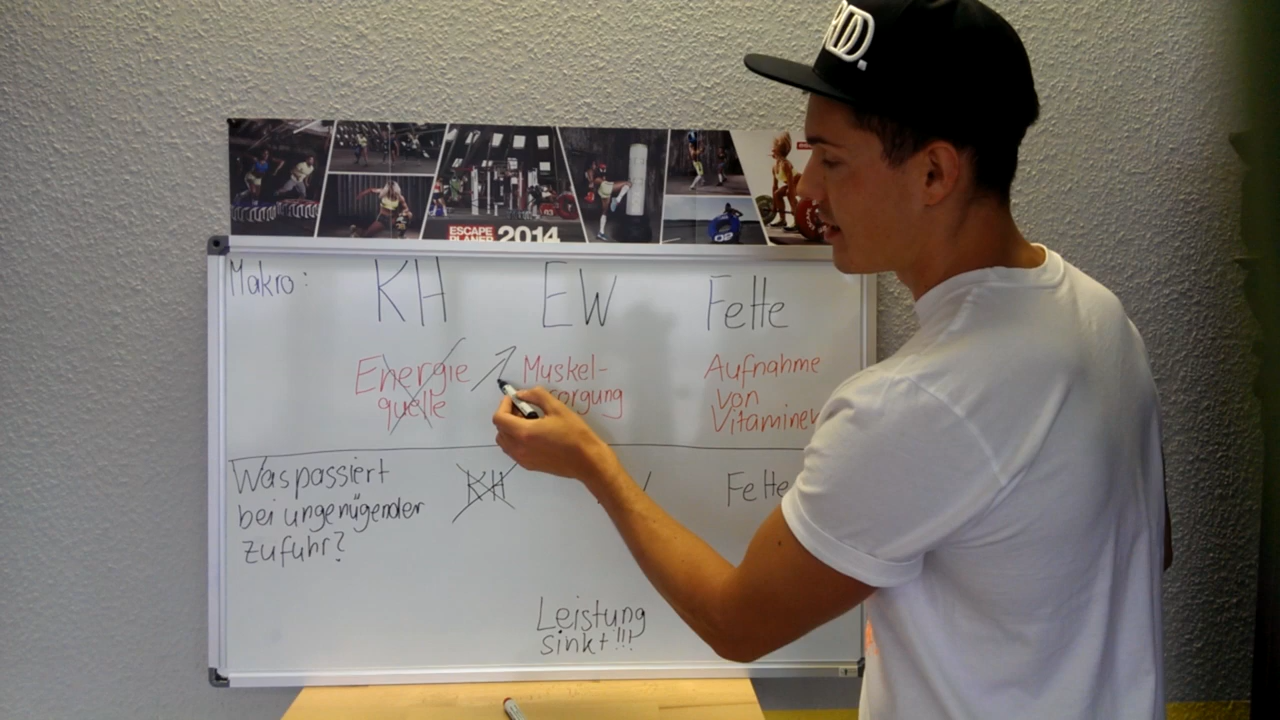 ESCAPE
PLANER 2014
Makro: KH EW Fette
Energie
quelle
Muskel-
Aufnahme
von
Vitaminen
Was passiert
bei ungenügender
zufuhr?
KH
Fette
Leistung
sinkt!!!